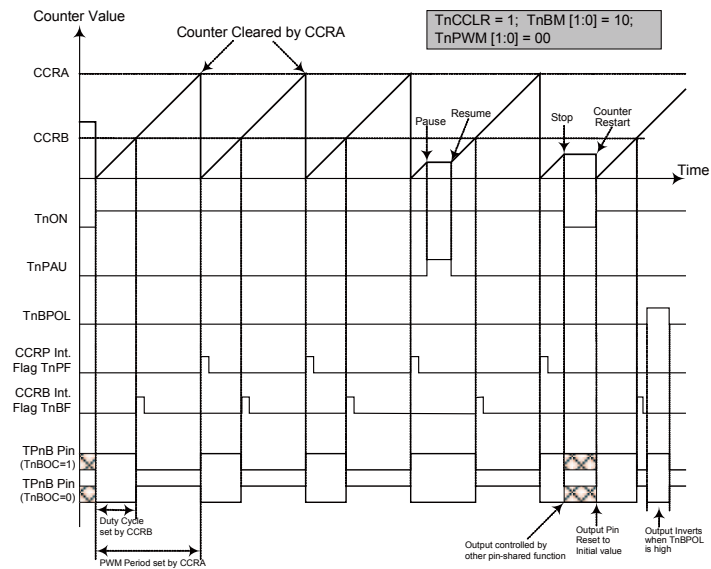 Counter Value
Counter Cleared by CCRA
TnCCLR = 1; TnBM [1:0] = 10;
TnPWM [1:0] = 00
CCRA
CCRB
Pause
Resume
Stop
Counter
Restart
Time
TnON
TnPAU
TnBPOL
CCRP Int.
Flag TnPF
CCRB Int.
Flag TnBF
TPnB Pin
(TnBOC=1)
TPnB Pin
(TnBOC=0)
Duty Cycle
set by CCRB
PWM Period set by CCRA
Output controlled by
other pin-shared function
Output Pin
Reset to
Initial value
Output Inverts
when TnBPOL
is high